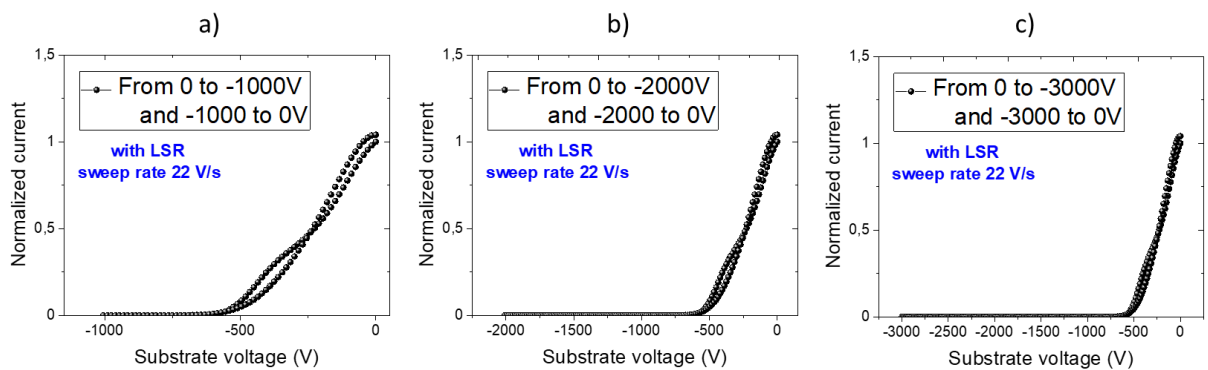 a)
1,5
1
0,5
0
Normalized current
From 0 to -1000V
and -1000 to 0V
with LSR
sweep rate 22 V/s
-1000
-500
0
Substrate voltage (V)
b)
1,5
1
0,5
0
Normalized current
From 0 to -2000V
and -2000 to 0V
with LSR
sweep rate 22 V/s
-2000
-1500
-1000
-500
0
Substrate voltage (V)
c)
1,5
1
0,5
0
Normalized current
From 0 to -3000V
and -3000 to 0V
with LSR
sweep rate 22 V/s
-3000
-2500
-2000
-1500
-1000
-500
0
Substrate voltage (V)